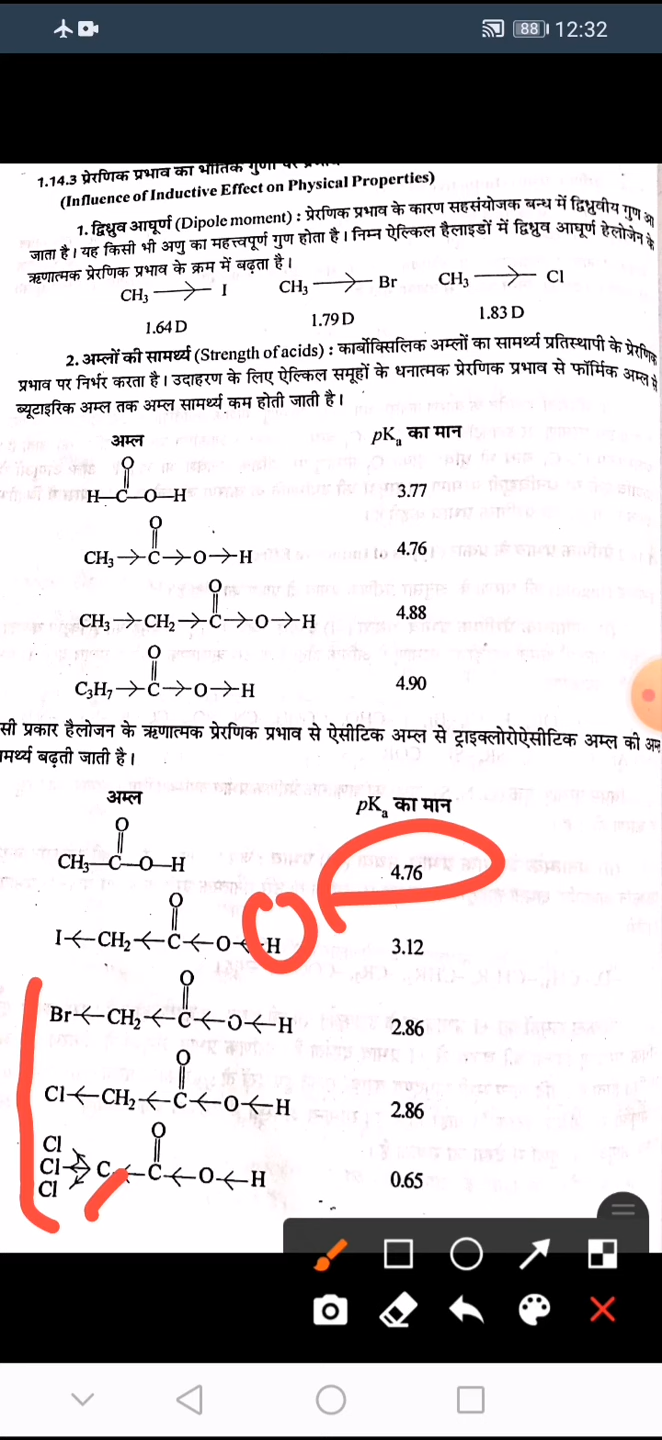 88 12:32
1.14.3 प्रेरणिक प्रभाव का भौतिक गुणों पर
(Influence of Inductive Effect on Physical Properties)
1. द्विध्रुव आघूर्ण (Dipole moment) : प्रेरणिक प्रभाव के कारण सहसंयोजक बन्ध में द्विध्रुवीय गुण आ
जाता है। यह किसी भी अणु का महत्त्वपूर्ण गुण होता है। निम्न ऐल्किल हैलाइडों में द्विध्रुव आघूर्ण हेलोजेन के
ऋणात्मक प्रेरणिक प्रभाव के क्रम में बढ़ता है।
CH₃ → I CH₃ → Br CH₃ → Cl
1.64 D 1.79 D 1.83 D
2. अम्लों की सामर्थ्य (Strength of acids) : कार्बोक्सिलिक अम्लों का सामर्थ्य प्रतिस्थापी के प्रेरणिक
प्रभाव पर निर्भर करता है। उदाहरण के लिए ऐल्किल समूहों के धनात्मक प्रेरणिक प्रभाव से फॉर्मिक अम्ल से
ब्यूटाइरिक अम्ल तक अम्ल सामर्थ्य कम होती जाती है।
अम्ल pKₐ का मान
O
H—C—O—H 3.77
O
CH₃→C→O→H 4.76
O
CH₃→CH₂→C→O→H 4.88
O
C₃H₇→C→O→H 4.90
सी प्रकार हैलोजन के ऋणात्मक प्रेरणिक प्रभाव से ऐसीटिक अम्ल से ट्राइक्लोरोऐसीटिक अम्ल की अम्
मर्थ्य बढ़ती जाती है।
अम्ल pKₐ का मान
O
CH₃—C—O—H 4.76
O
I←CH₂←C←O←H 3.12
O
Br←CH₂←C←O←H 2.86
O
Cl←CH₂←C←O←H 2.86
Cl O
Cl C←C←O←H 0.65
Cl